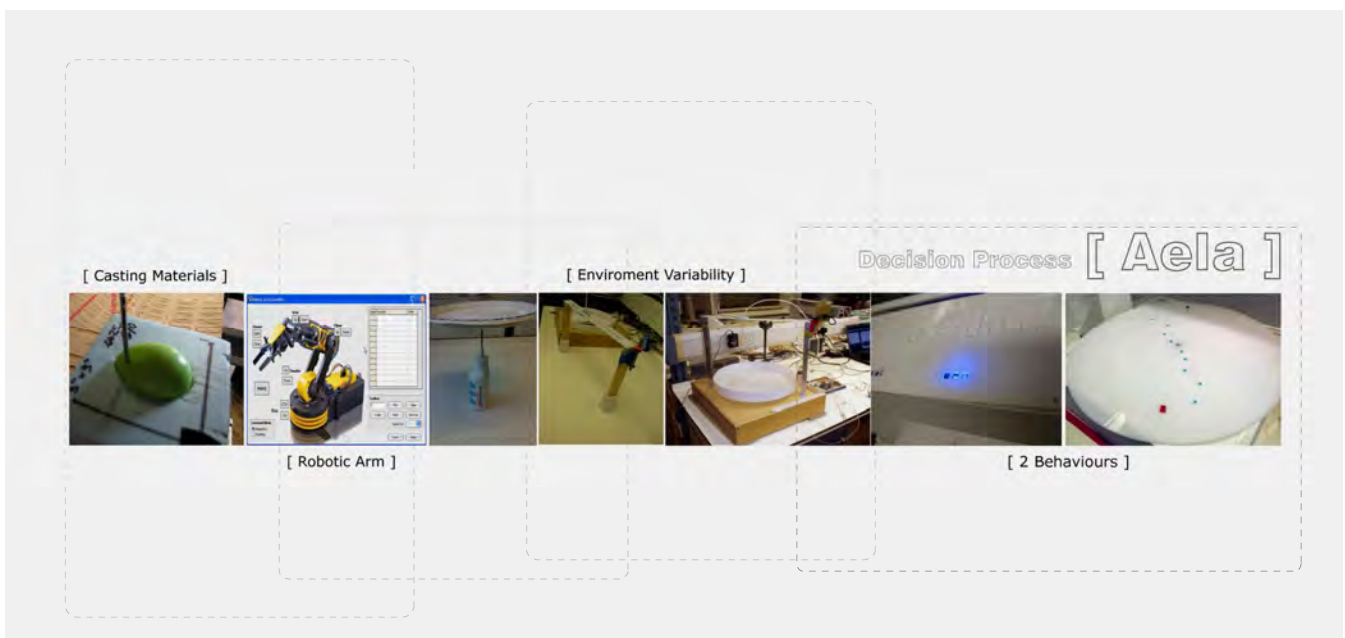 Decision Process [ Aela ]
[ Casting Materials ]
[ Enviroment Variability ]
[ Robotic Arm ]
[ 2 Behaviours ]